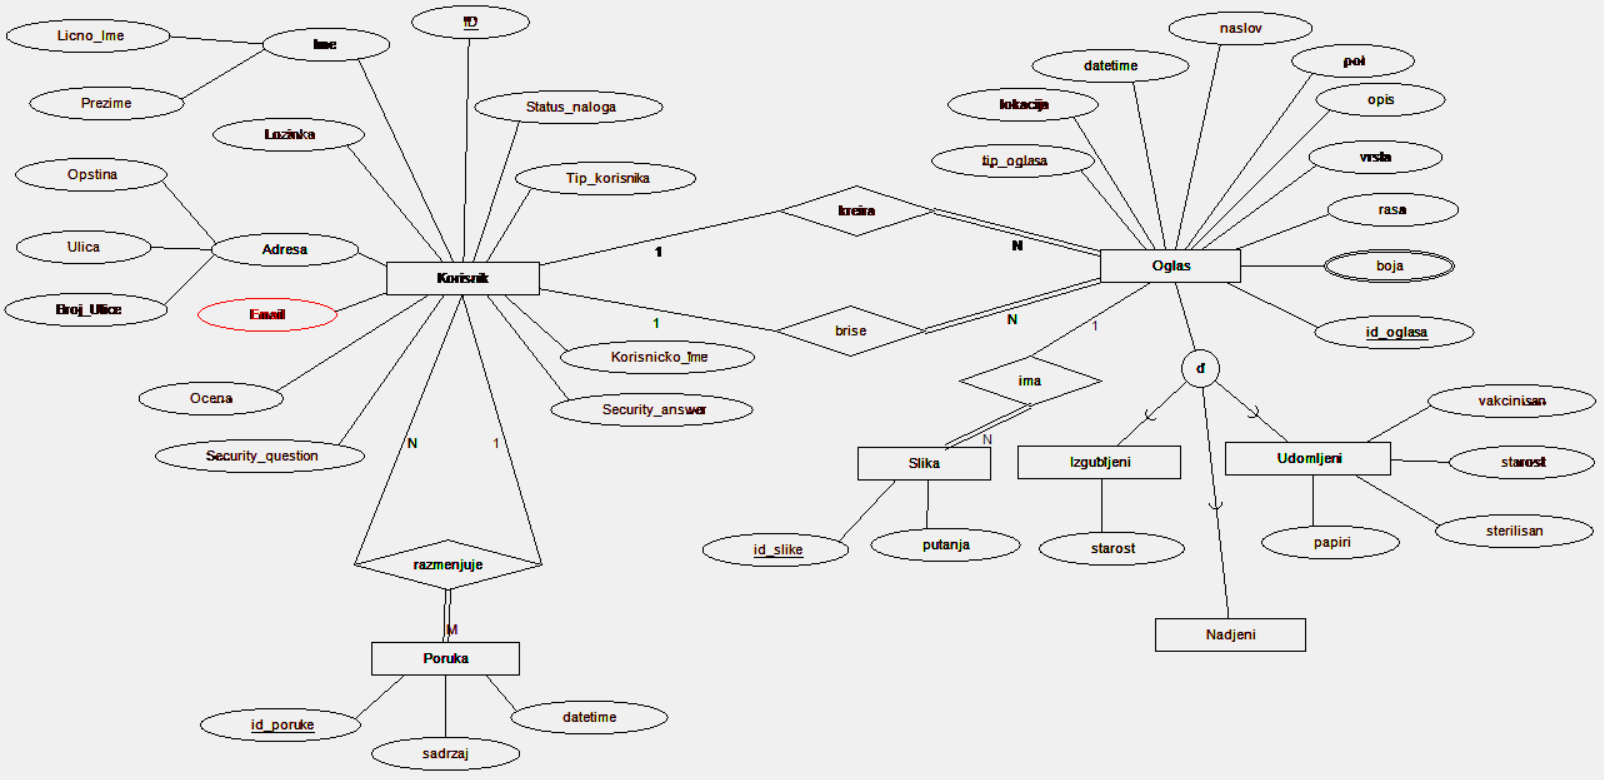 ID
naslov
Licno_Ime
Ime
pol
datetime
opis
Prezime
Status_naloga
lokacija
Lozinka
vrsta
tip_oglasa
Opstina
Tip_korisnika
rasa
kreira
Ulica
Adresa
1
N
Korisnik
Oglas
boja
Broj_Ulice
Email
1
N
1
brise
id_oglasa
Korisnicko_Ime
d
ima
Ocena
Security_answer
vakcinisan
N
1
N
Security_question
Slika
Izgubljeni
Udomljeni
starost
id_slike
putanja
starost
papiri
sterilisan
razmenjuje
M
Nadjeni
Poruka
id_poruke
datetime
sadrzaj